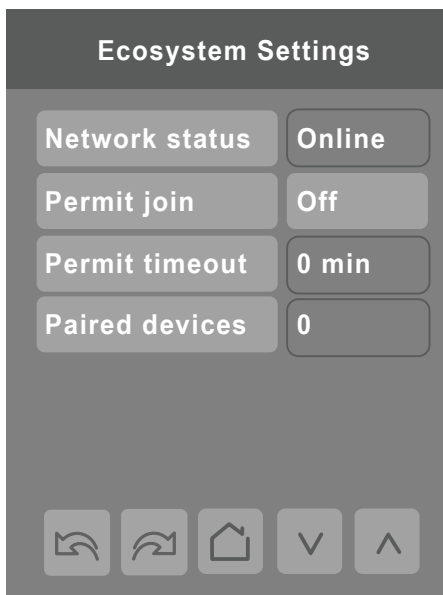 Ecosystem Settings
Network status Online
Permit join Off
Permit timeout 0 min
Paired devices 0